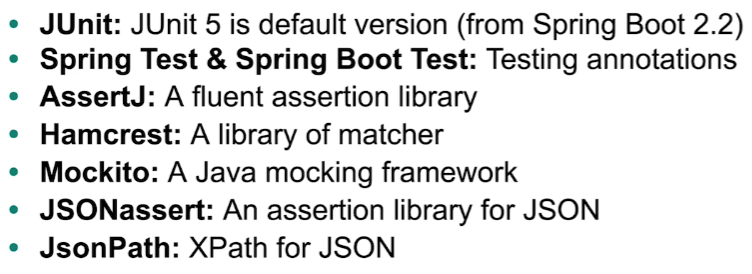 • JUnit: JUnit 5 is default version (from Spring Boot 2.2)
• Spring Test & Spring Boot Test: Testing annotations
• AssertJ: A fluent assertion library
• Hamcrest: A library of matcher
• Mockito: A Java mocking framework
• JSONassert: An assertion library for JSON
• JsonPath: XPath for JSON